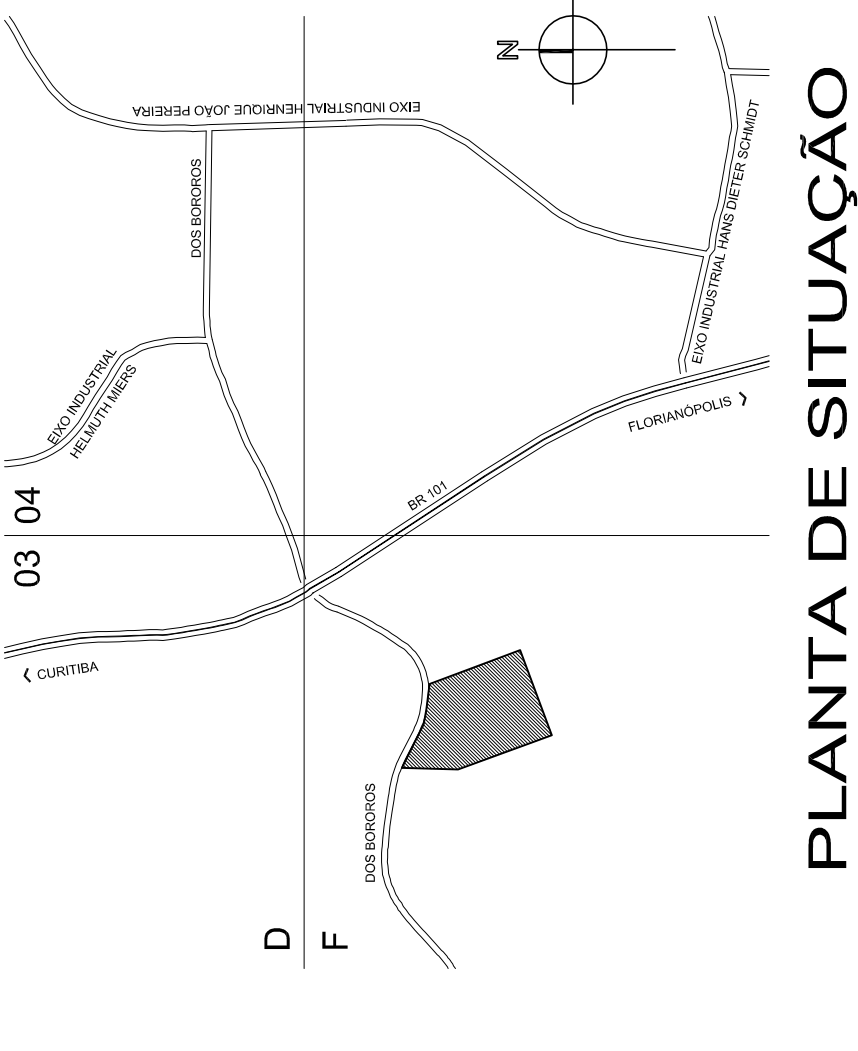 N
EIXO INDUSTRIAL HENRIQUE JOÃO PEREIRA
DOS BOROROS
EIXO INDUSTRIAL
HELMUTH MIERS
EIXO INDUSTRIAL HANS DIETER SCHMIDT
FLORIANÓPOLIS
BR 101
04
03
CURITIBA
DOS BOROROS
D
F
PLANTA DE SITUAÇÃO